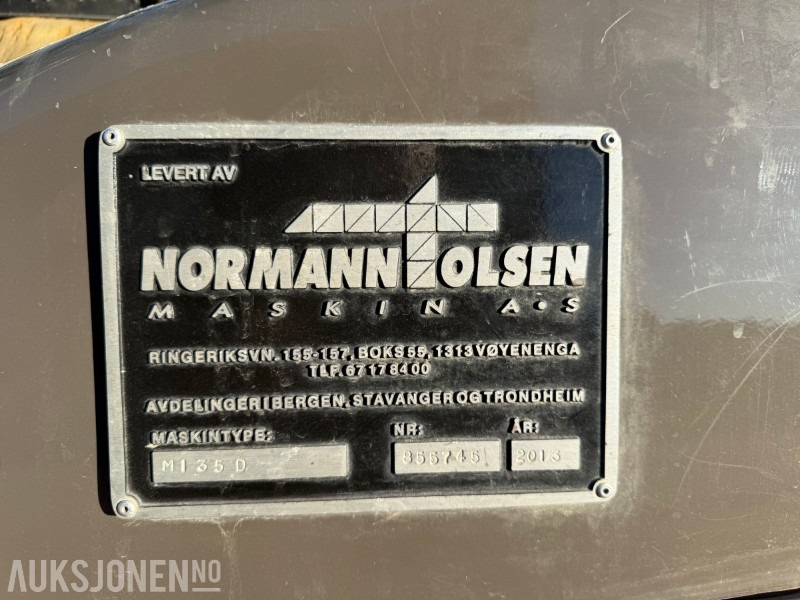 LEVERT AV
NORMANN OLSEN
MASKIN A·S
RINGERIKSVN. 155-157, BOKS 55, 1313 VØYENENGA
TLF. 67 17 84 00
AVDELINGER I BERGEN, STAVANGER OG TRONDHEIM
MASKINTYPE: NR: ÅR:
M135D 855745 2013
AUKSJONEN.NO